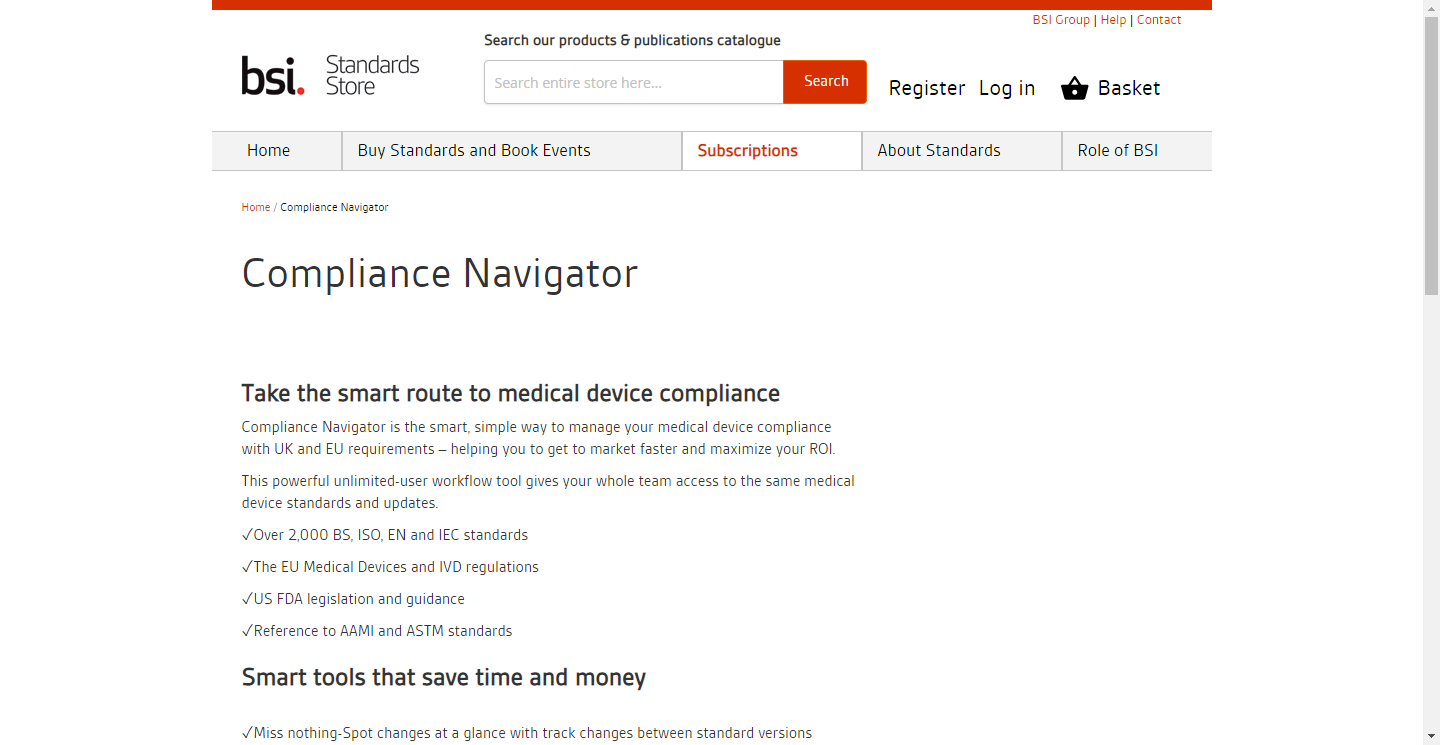 BSI Group | Help | Contact
Search our products & publications catalogue
bsi. Standards Store
Search entire store here...
Search
Register Log in Basket
Home
Buy Standards and Book Events
Subscriptions
About Standards
Role of BSI
Home / Compliance Navigator
Compliance Navigator
Take the smart route to medical device compliance
Compliance Navigator is the smart, simple way to manage your medical device compliance
with UK and EU requirements – helping you to get to market faster and maximize your ROI.
This powerful unlimited-user workflow tool gives your whole team access to the same medical
device standards and updates.
✓Over 2,000 BS, ISO, EN and IEC standards
✓The EU Medical Devices and IVD regulations
✓US FDA legislation and guidance
✓Reference to AAMI and ASTM standards
Smart tools that save time and money
✓Miss nothing-Spot changes at a glance with track changes between standard versions